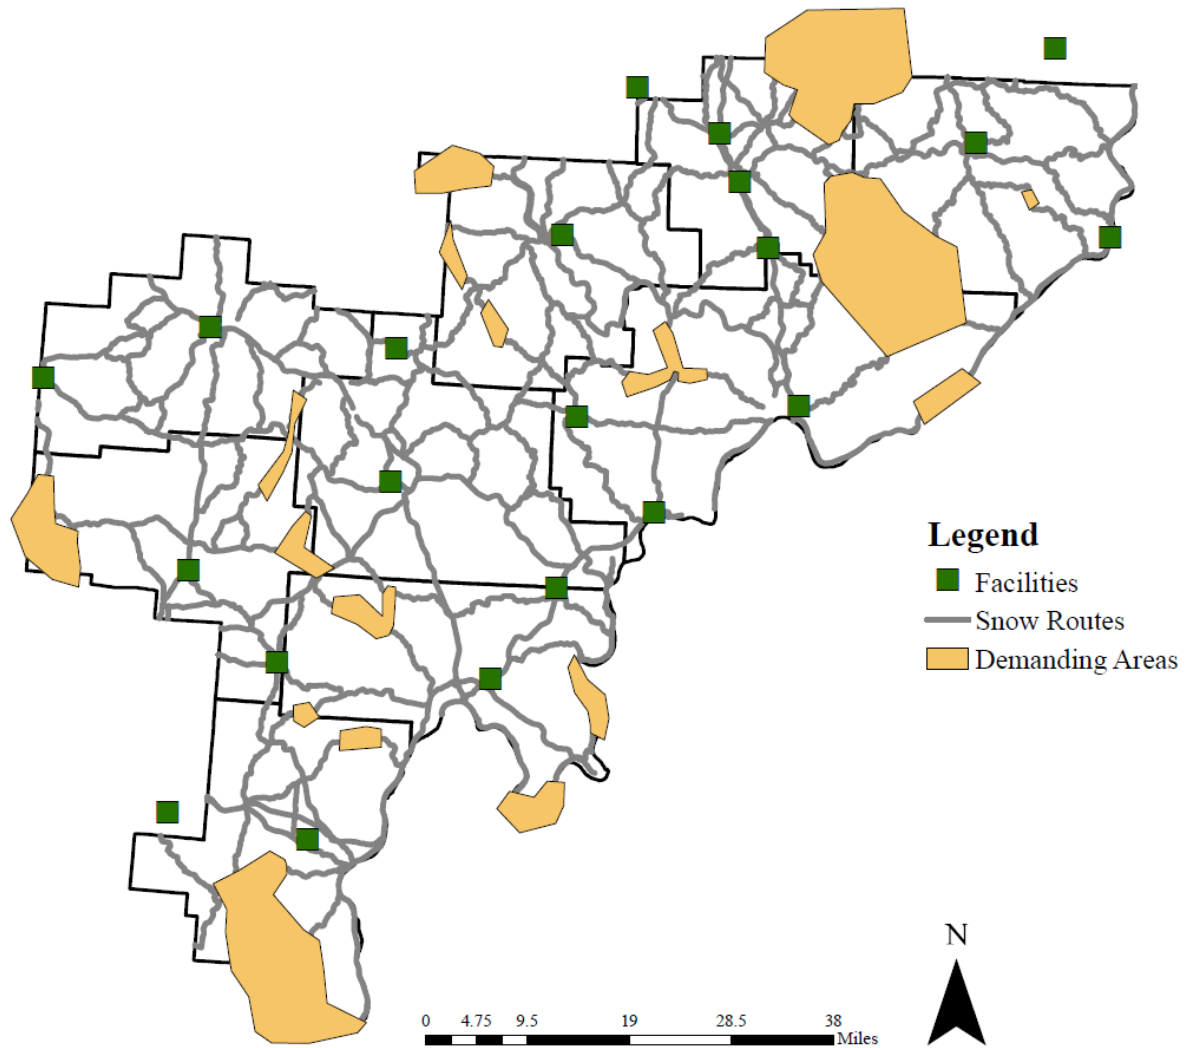 Legend
Facilities
Snow Routes
Demanding Areas
N
0 4.75 9.5 19 28.5 38
Miles